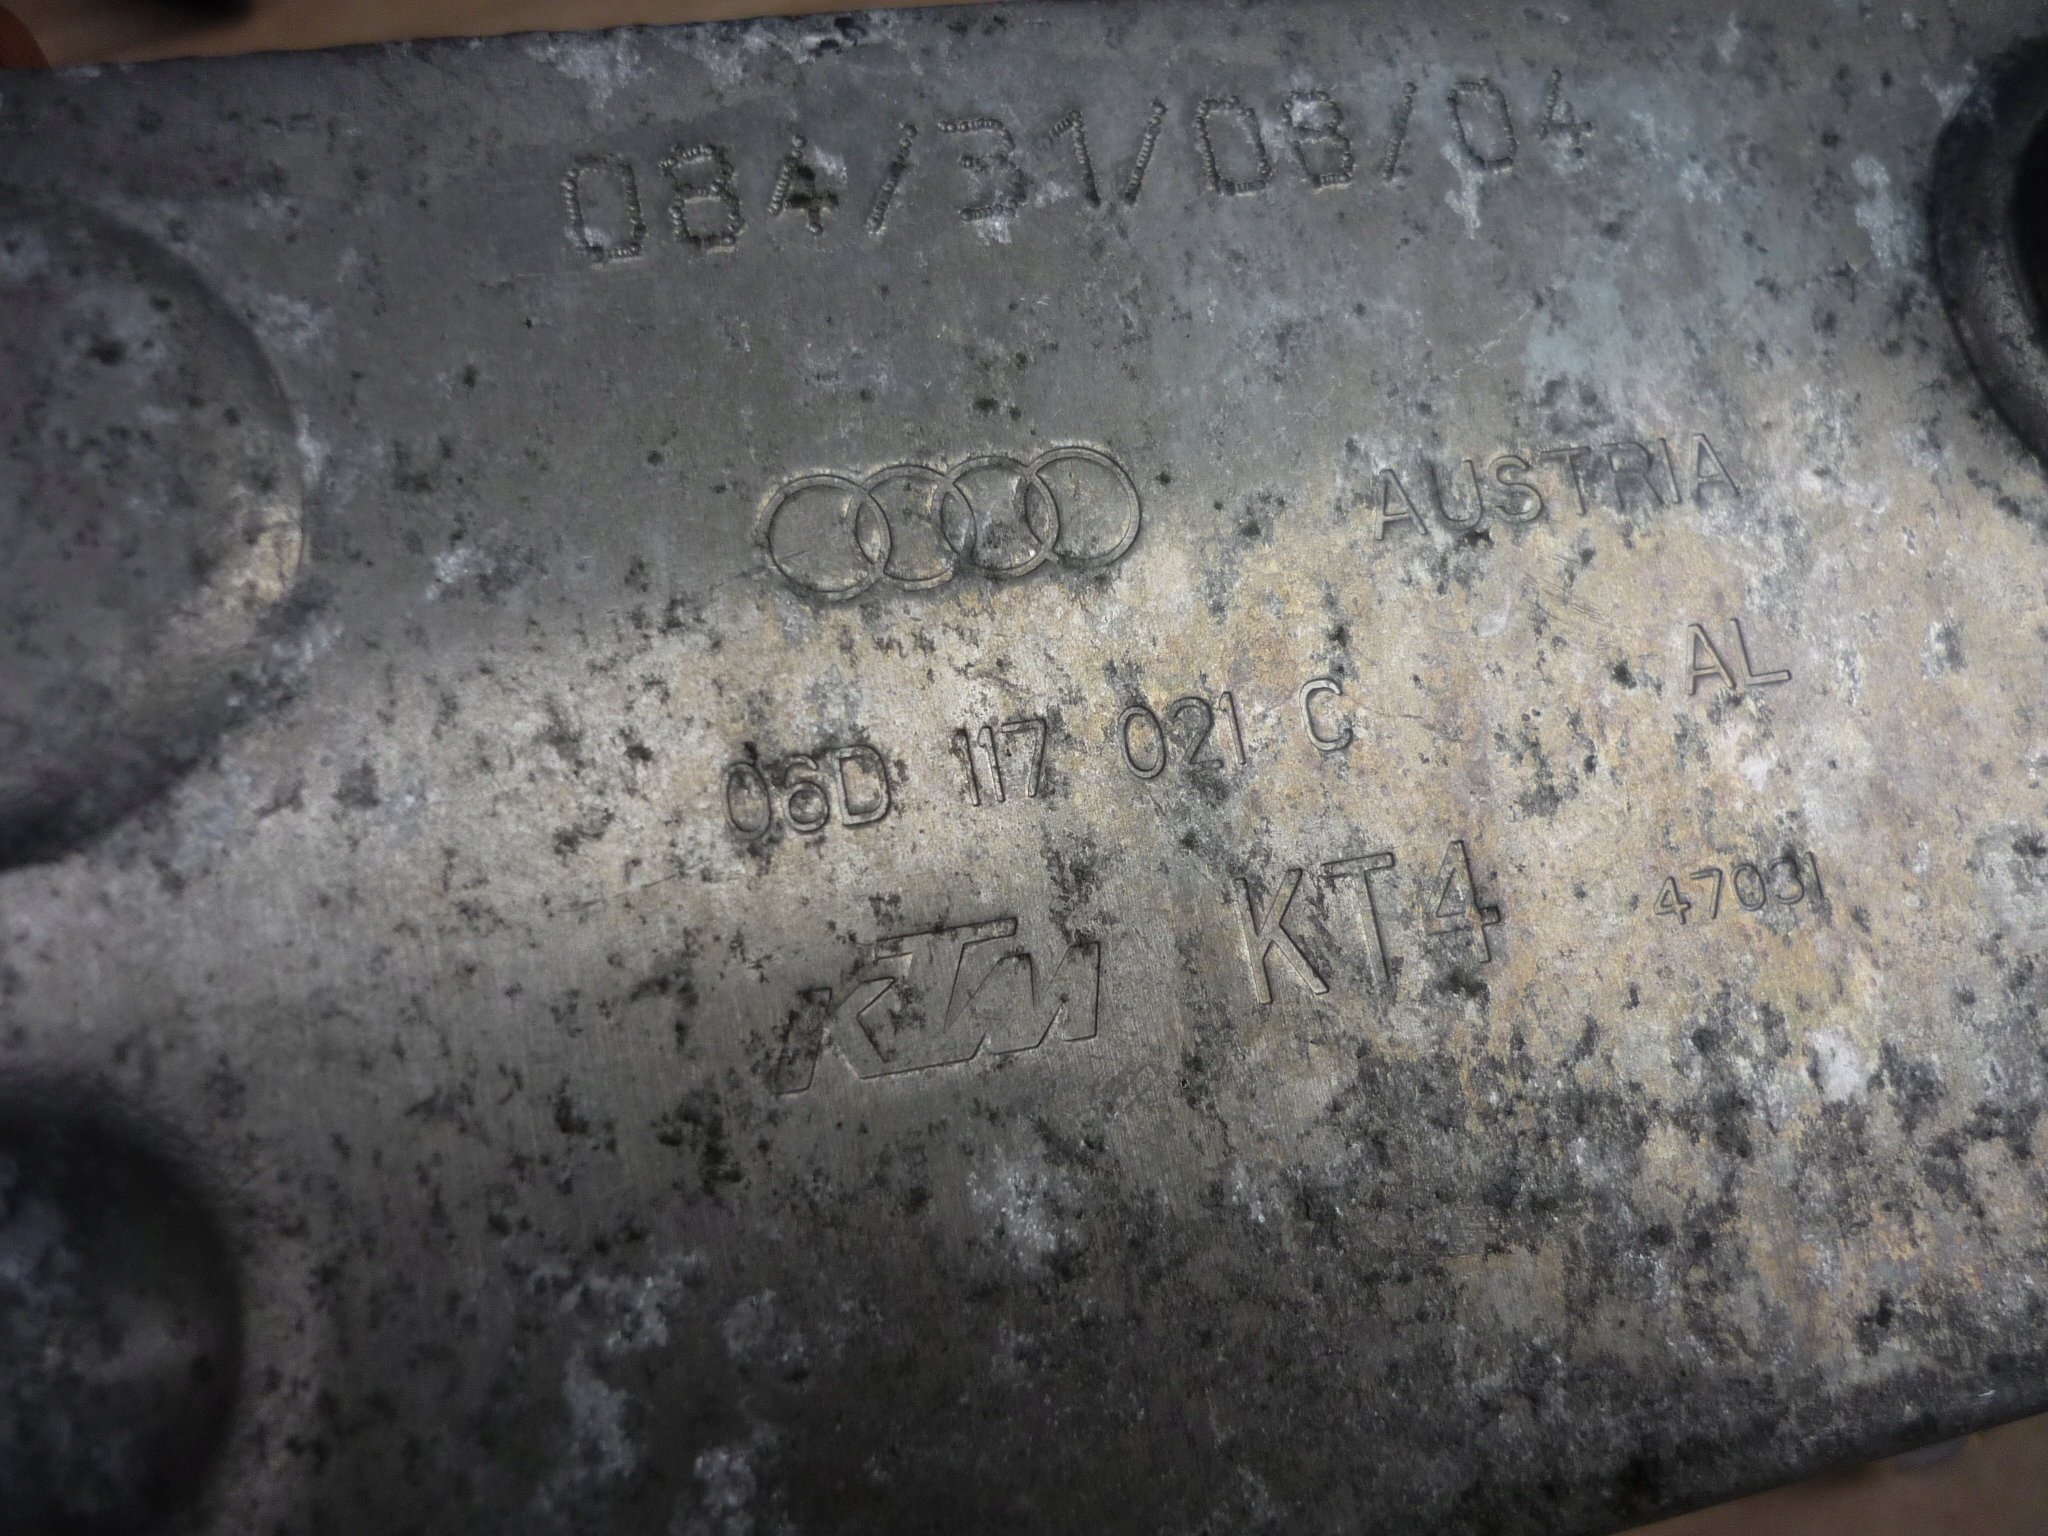 084/31/08/04
AUSTRIA
AL
06D 117 021 C
KTM KT4 47031